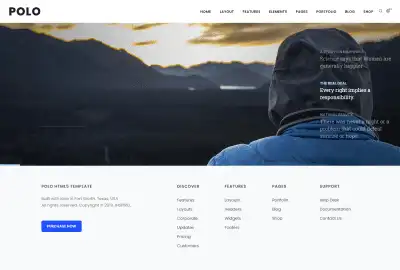 POLO
HOME LAYOUT FEATURES ELEMENTS PAGES PORTFOLIO BLOG SHOP
Science says that Women are
generally happier
THE REAL DEAL
Every right implies a
responsibility.
There was never a night or a
problem that could defeat
sunrise or hope.
POLO HTML5 TEMPLATE
DISCOVER
FEATURES
PAGES
SUPPORT
Built with love in Fort Worth, Texas, USA
All rights reserved. Copyright © 2019. INSPIRO.
PURCHASE NOW
Features
Layouts
Corporate
Updates
Pricing
Customers
Layouts
Headers
Widgets
Footers
Portfolio
Blog
Shop
Help Desk
Documentation
Contact Us